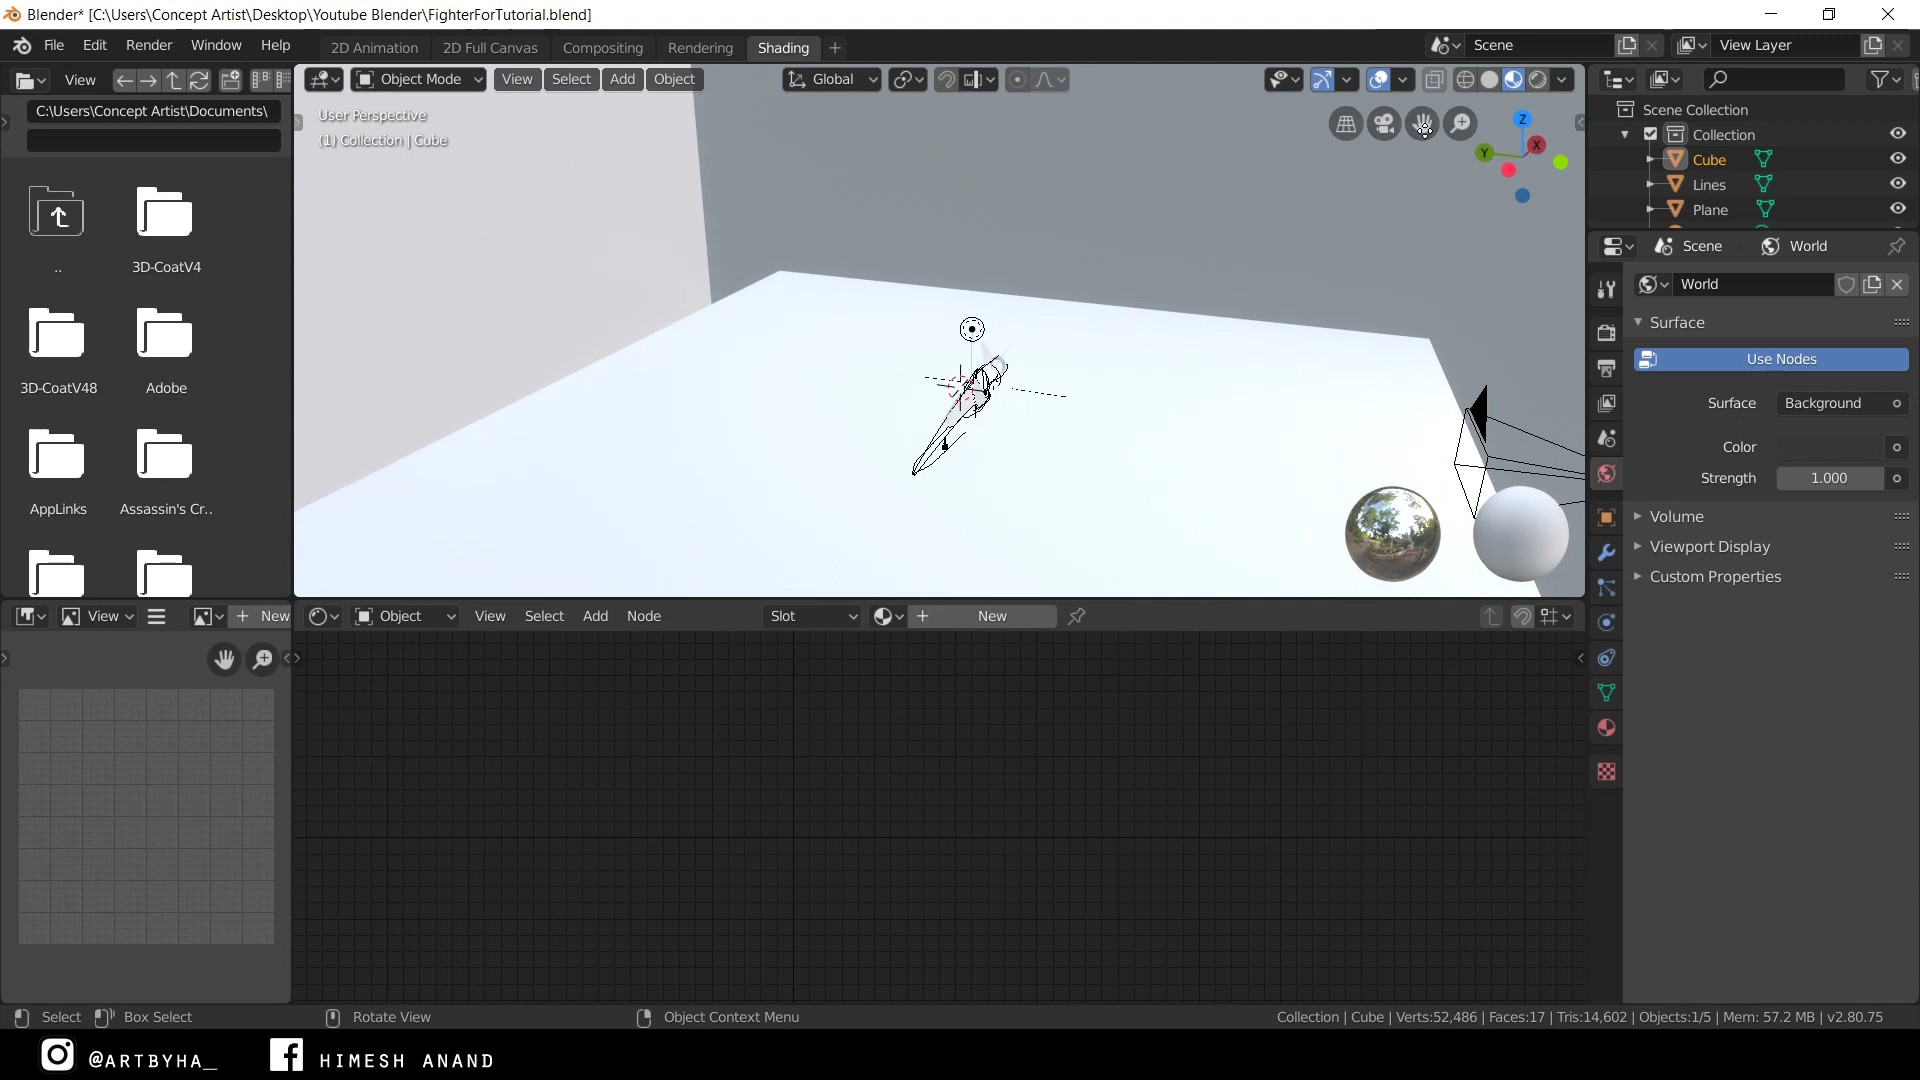 Blender* [C:\Users\Concept Artist\Desktop\Youtube Blender\FighterForTutorial.blend]
File Edit Render Window Help
2D Animation 2D Full Canvas Compositing Rendering Shading +
Scene
View Layer
View
Object Mode View Select Add Object
Global
C:\Users\Concept Artist\Documents\
User Perspective
(1) Collection | Cube
Z
Y
X
Scene Collection
Collection
Cube
Lines
Plane
Scene World
World
Surface
Use Nodes
Surface Background
Color
Strength 1.000
Volume
Viewport Display
Custom Properties
..
3D-CoatV4
3D-CoatV48
Adobe
AppLinks
Assassin's Cr..
View + New
Object View Select Add Node Slot + New
Select Box Select Rotate View Object Context Menu
Collection | Cube | Verts:52,486 | Faces:17 | Tris:14,602 | Objects:1/5 | Mem: 57.2 MB | v2.80.75
@ARTBYHA_ HIMESH ANAND